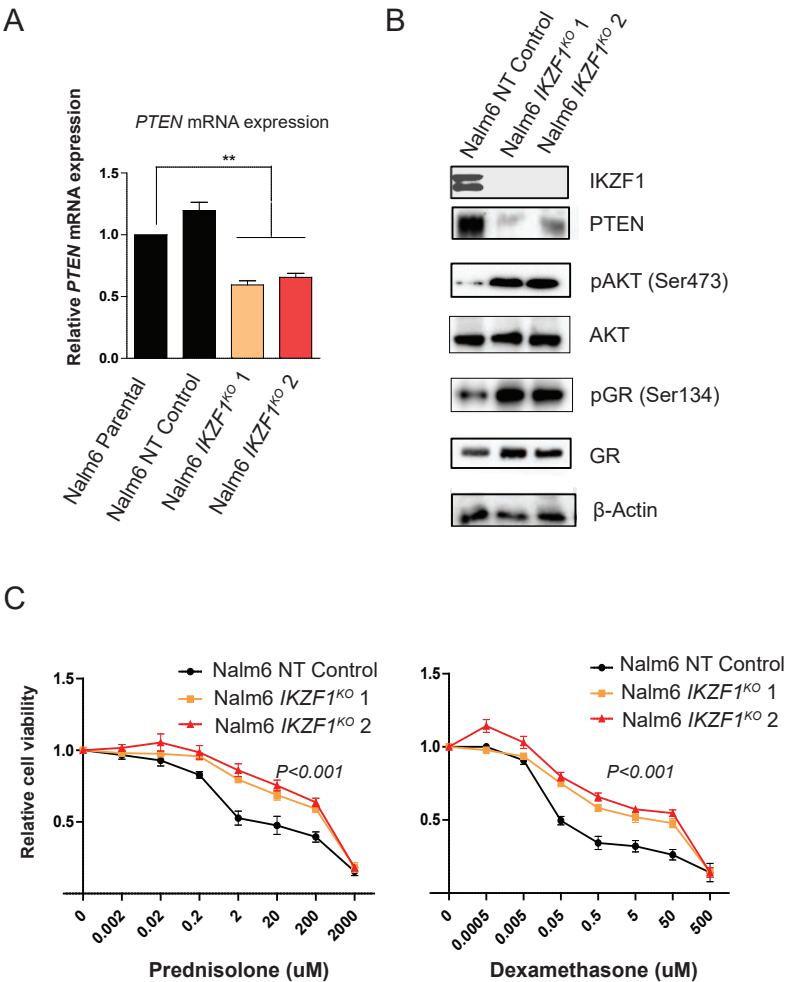 A
PTEN mRNA expression
Relative PTEN mRNA expression
**
1.5
1.0
0.5
0.0
Nalm6 Parental
Nalm6 NT Control
Nalm6 IKZF1KO 1
Nalm6 IKZF1KO 2
B
Nalm6 NT Control
Nalm6 IKZF1KO 1
Nalm6 IKZF1KO 2
IKZF1
PTEN
pAKT (Ser473)
AKT
pGR (Ser134)
GR
β-Actin
C
Relative cell viability
1.5
1.0
0.5
Nalm6 NT Control
Nalm6 IKZF1KO 1
Nalm6 IKZF1KO 2
P<0.001
0
0.002
0.02
0.2
2
20
200
2000
Prednisolone (uM)
1.5
1.0
0.5
Nalm6 NT Control
Nalm6 IKZF1KO 1
Nalm6 IKZF1KO 2
P<0.001
0
0.0005
0.005
0.05
0.5
5
50
500
Dexamethasone (uM)